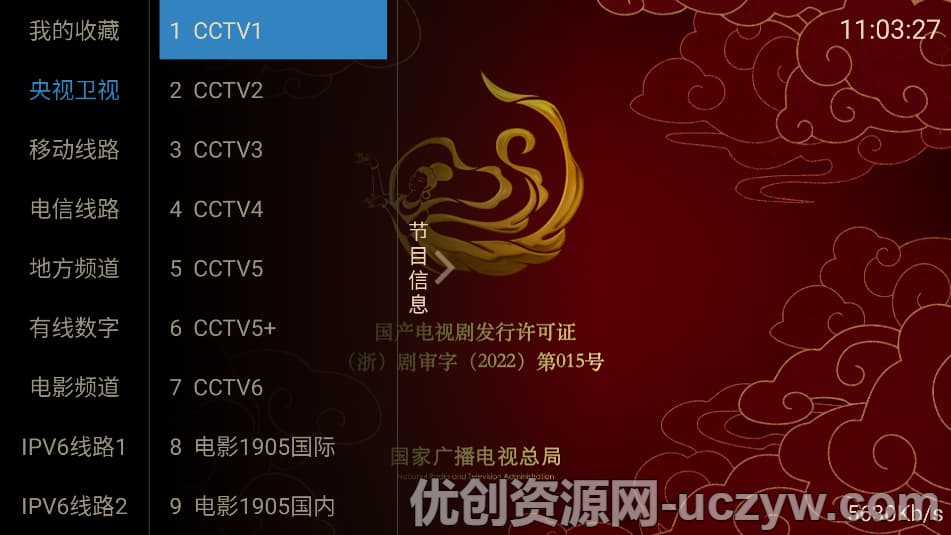 我的收藏
央视卫视
移动线路
电信线路
地方频道
有线数字
电影频道
IPV6线路1
IPV6线路2
1 CCTV1
2 CCTV2
3 CCTV3
4 CCTV4
5 CCTV5
6 CCTV5+
7 CCTV6
8 电影1905国际
9 电影1905国内
节目信息
11:03:27
国产电视剧发行许可证
（浙）剧审字（2022）第015号
国家广播电视总局
National Radio and Television Administration
优创资源网-uczyw.com
5630Kb/s